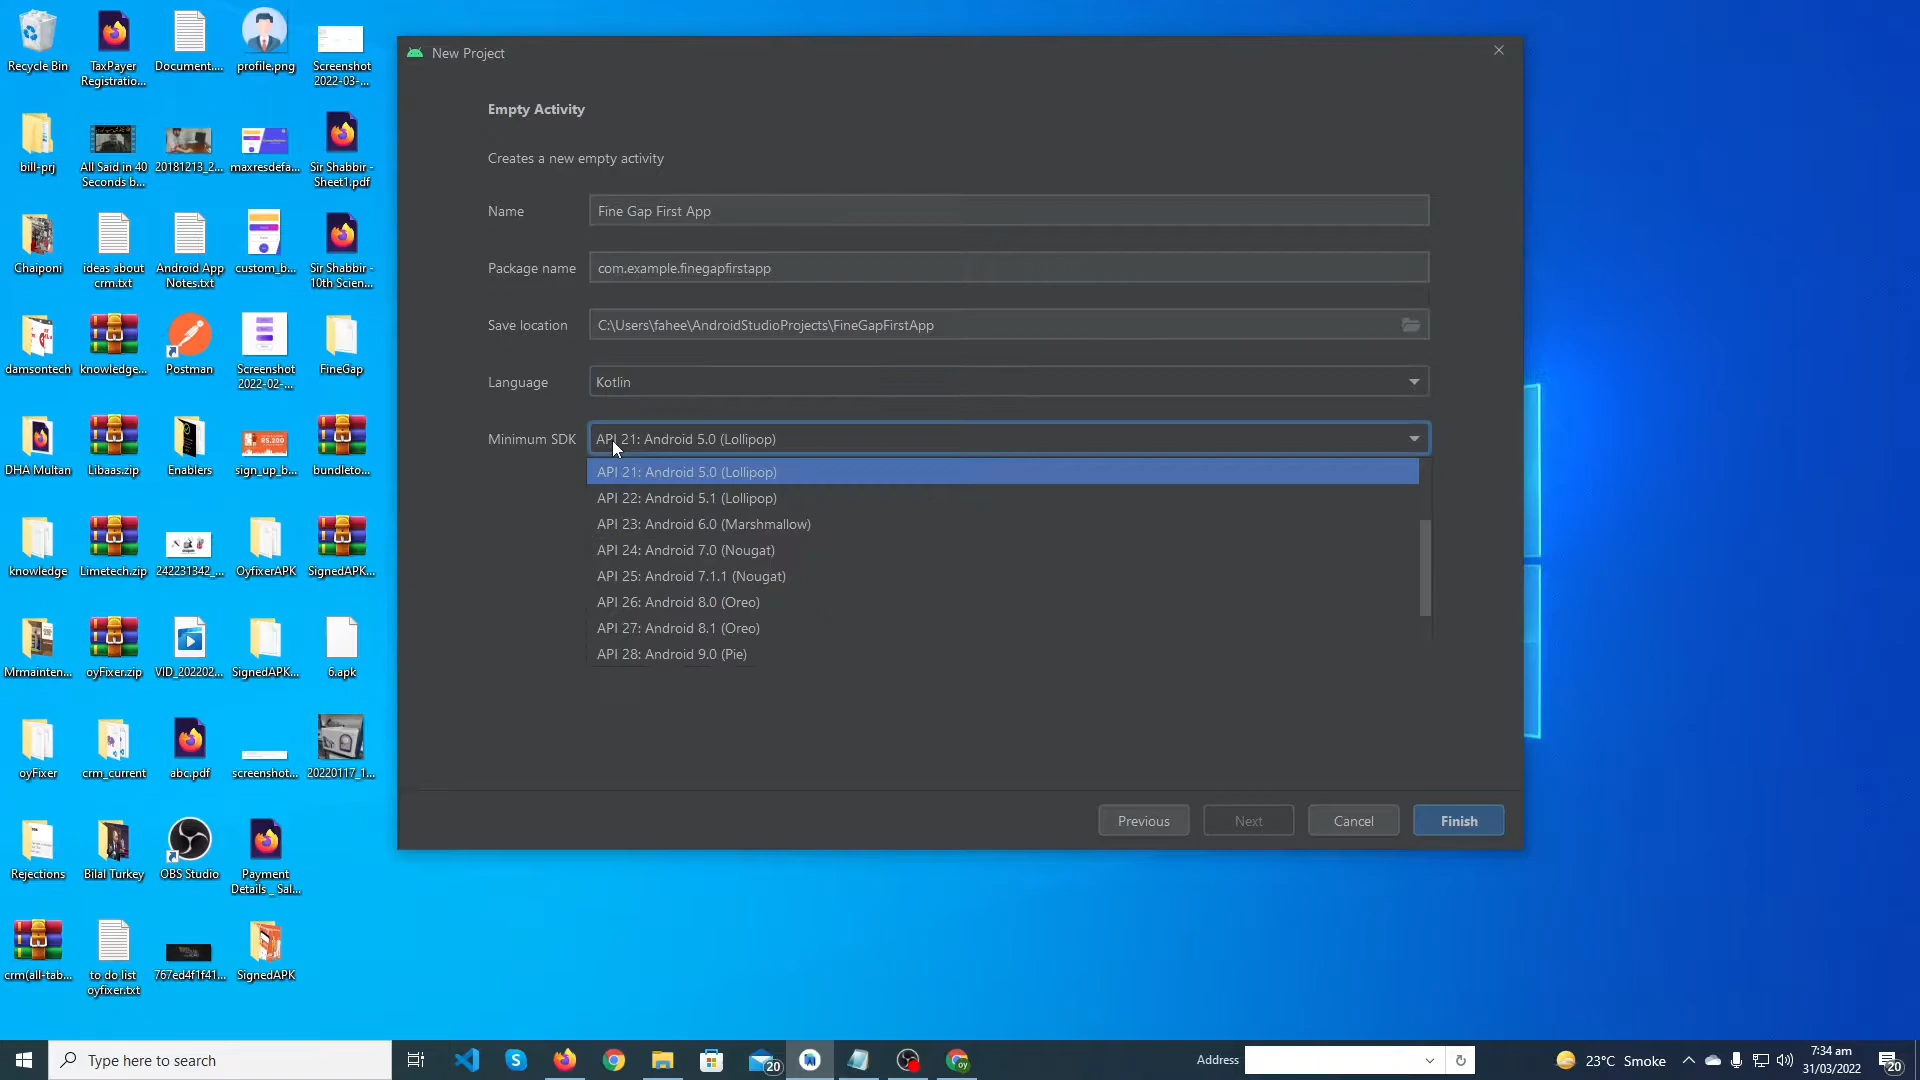 Recycle Bin
TaxPayer
Registratio...
Document....
profile.png
Screenshot
2022-03-...
bill-prj
All Said in 40
Seconds b...
20181213_2...
maxresdefa...
Sir Shabbir -
Sheet1.pdf
Chaiponi
ideas about
crm.txt
Android App
Notes.txt
custom_b...
Sir Shabbir -
10th Scien...
damsontech
knowledge...
Postman
Screenshot
2022-02-...
FineGap
DHA Multan
Libaas.zip
Enablers
sign_up_b...
bundleto...
knowledge
Limetech.zip
242231342_...
OyfixerAPK
SignedAPK...
Mrmainten...
oyFixer.zip
VID_202202...
SignedAPK...
6.apk
oyFixer
crm_current
abc.pdf
screenshot...
20220117_1...
Rejections
Bilal Turkey
OBS Studio
Payment
Details _ Sal...
crm(all-tab...
to do list
oyfixer.txt
767ed4f1f41...
SignedAPK
New Project
Empty Activity
Creates a new empty activity
Name
Fine Gap First App
Package name
com.example.finegapfirstapp
Save location
C:\Users\fahee\AndroidStudioProjects\FineGapFirstApp
Language
Kotlin
Minimum SDK
API 21: Android 5.0 (Lollipop)
API 21: Android 5.0 (Lollipop)
API 22: Android 5.1 (Lollipop)
API 23: Android 6.0 (Marshmallow)
API 24: Android 7.0 (Nougat)
API 25: Android 7.1.1 (Nougat)
API 26: Android 8.0 (Oreo)
API 27: Android 8.1 (Oreo)
API 28: Android 9.0 (Pie)
Previous
Next
Cancel
Finish
Type here to search
20
Address
23°C Smoke
7:34 am
31/03/2022
20